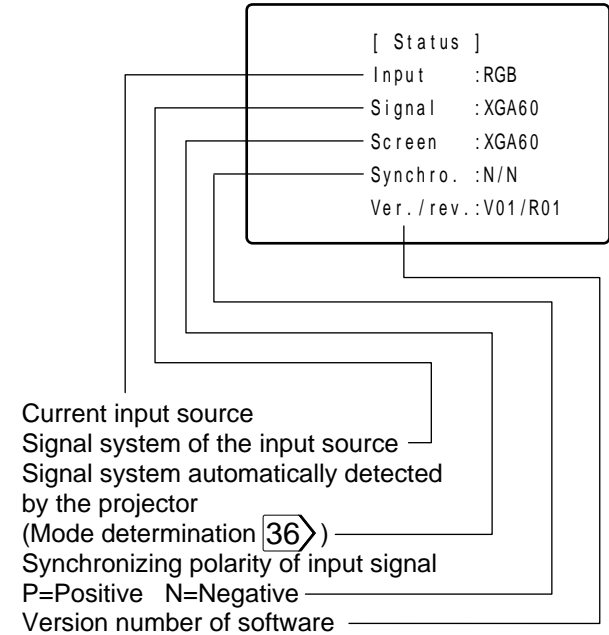 [ Status ]
Input :RGB
Signal :XGA60
Screen :XGA60
Synchro. :N/N
Ver./rev.:V01/R01
Current input source
Signal system of the input source
Signal system automatically detected
by the projector
(Mode determination 36 )
Synchronizing polarity of input signal
P=Positive N=Negative
Version number of software